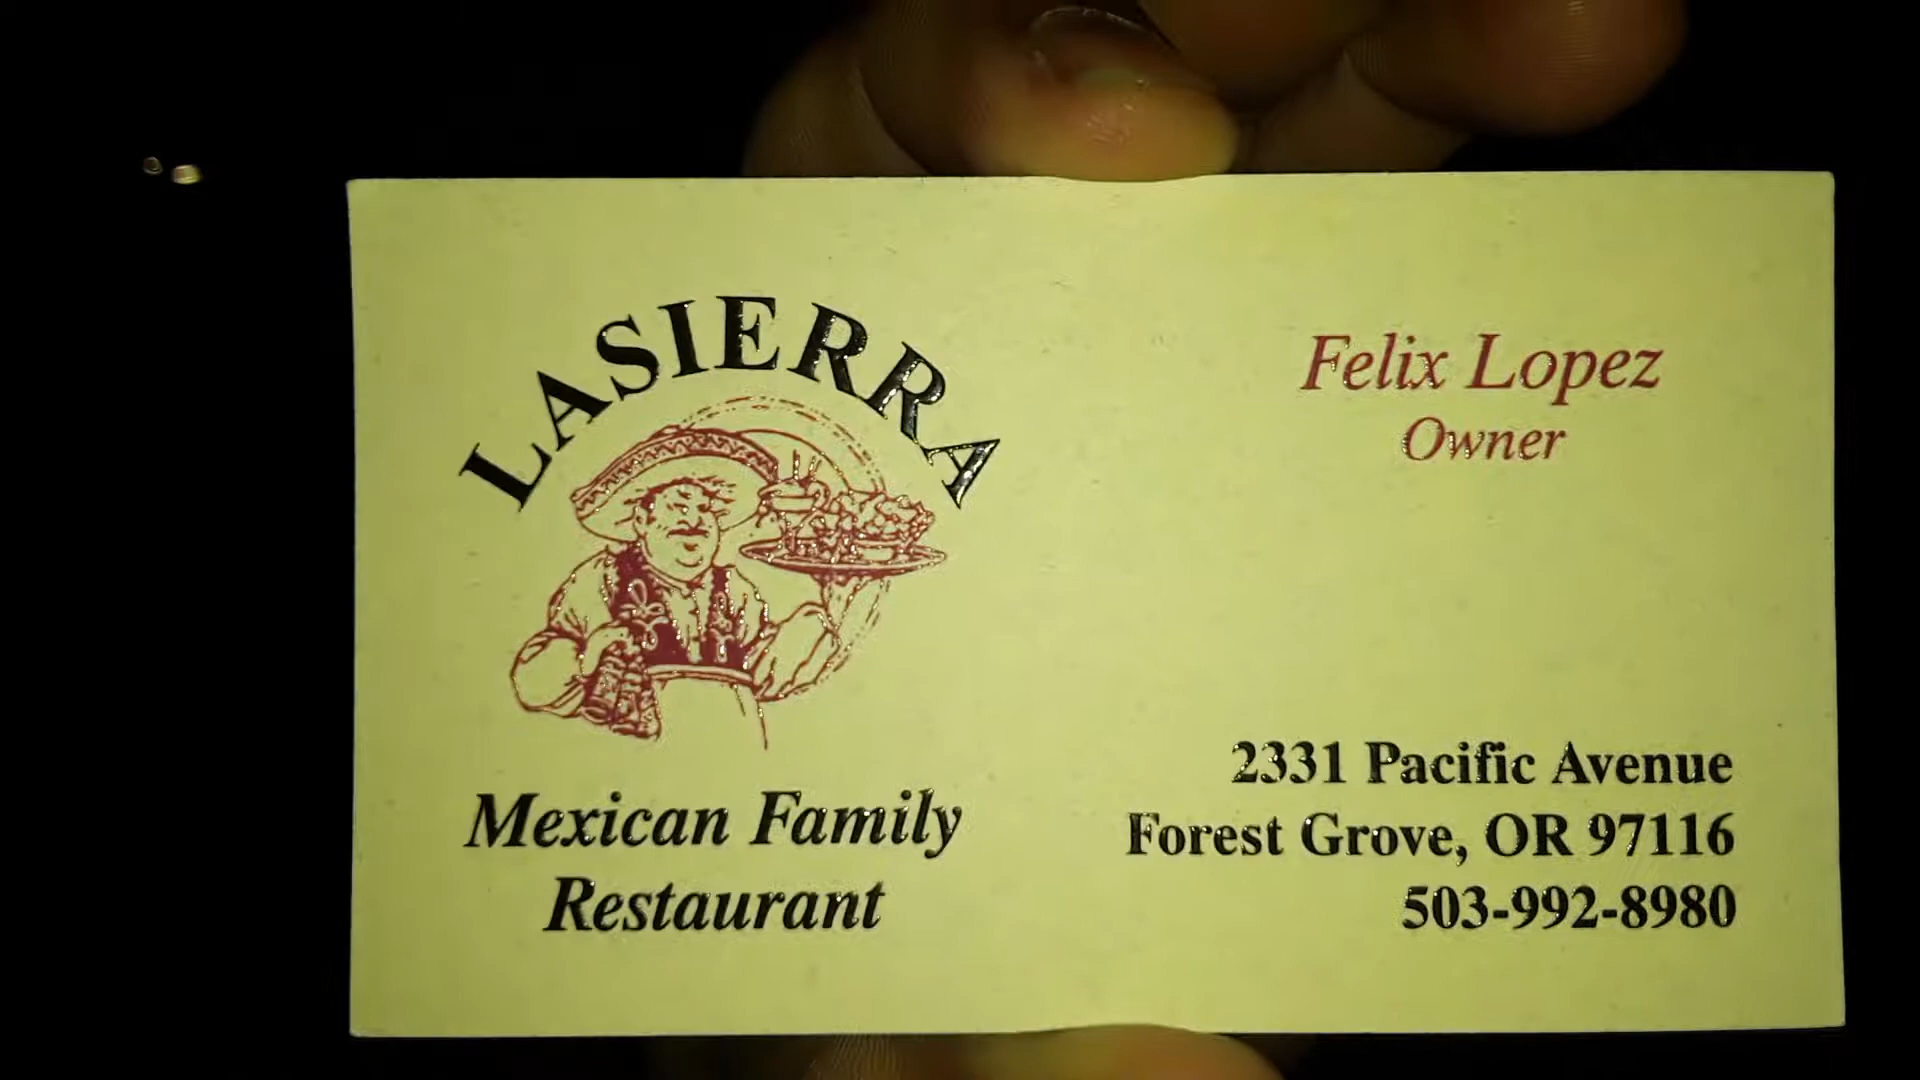 LASIERRA
Mexican Family
Restaurant
Felix Lopez
Owner
2331 Pacific Avenue
Forest Grove, OR 97116
503-992-8980